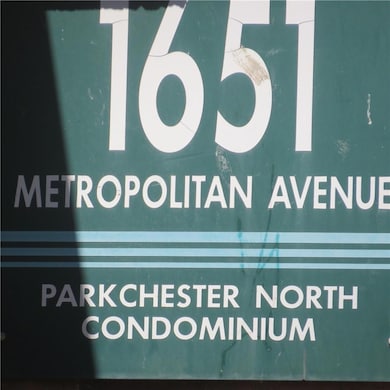 1651
METROPOLITAN AVENUE
PARKCHESTER NORTH
CONDOMINIUM